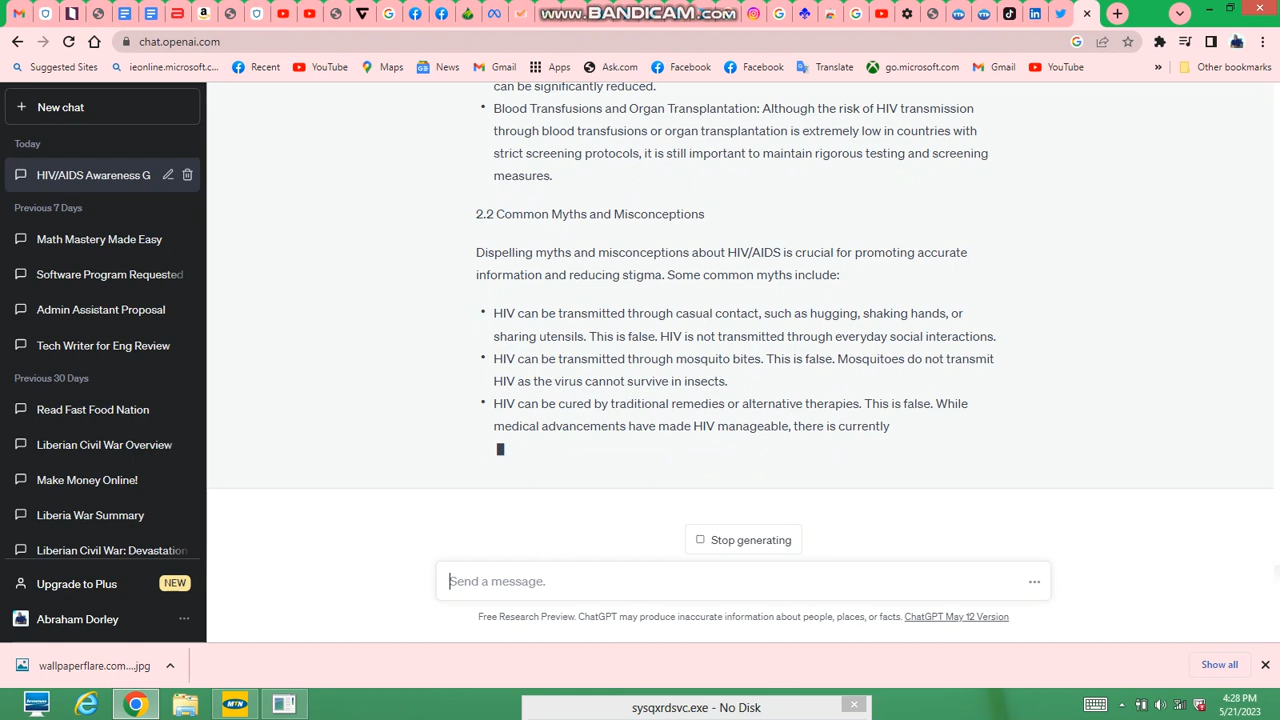 www.BANDICAM.com
chat.openai.com
Suggested Sites
ieonline.microsoft.c...
Recent
YouTube
Maps
News
Gmail
Apps
Ask.com
Facebook
Facebook
Translate
go.microsoft.com
Gmail
YouTube
»
Other bookmarks
+ New chat
Today
HIV/AIDS Awareness G
Previous 7 Days
Math Mastery Made Easy
Software Program Requested
Admin Assistant Proposal
Tech Writer for Eng Review
Previous 30 Days
Read Fast Food Nation
Liberian Civil War Overview
Make Money Online!
Liberia War Summary
Liberian Civil War: Devastation
Upgrade to Plus
NEW
Abraham Dorley
can be significantly reduced.
• Blood Transfusions and Organ Transplantation: Although the risk of HIV transmission
through blood transfusions or organ transplantation is extremely low in countries with
strict screening protocols, it is still important to maintain rigorous testing and screening
measures.
2.2 Common Myths and Misconceptions
Dispelling myths and misconceptions about HIV/AIDS is crucial for promoting accurate
information and reducing stigma. Some common myths include:
• HIV can be transmitted through casual contact, such as hugging, shaking hands, or
sharing utensils. This is false. HIV is not transmitted through everyday social interactions.
• HIV can be transmitted through mosquito bites. This is false. Mosquitoes do not transmit
HIV as the virus cannot survive in insects.
• HIV can be cured by traditional remedies or alternative therapies. This is false. While
medical advancements have made HIV manageable, there is currently
Stop generating
Send a message.
Free Research Preview. ChatGPT may produce inaccurate information about people, places, or facts. ChatGPT May 12 Version
wallpaperflare.com....jpg
Show all
MTN
sysqxrdsvc.exe - No Disk
4:28 PM
5/21/2023